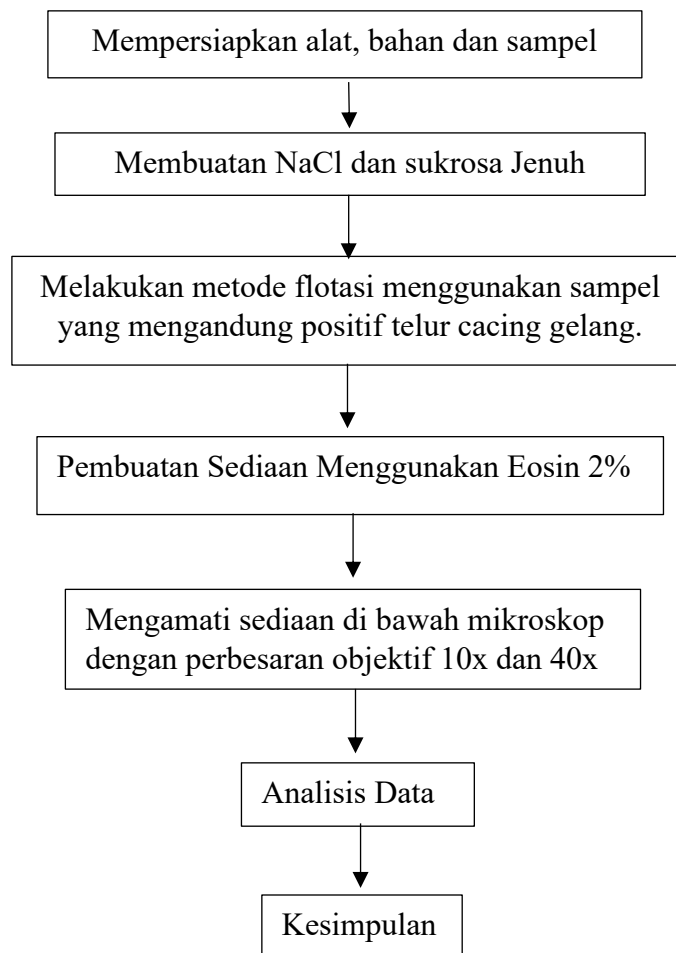 Mempersiapkan alat, bahan dan sampel
Membuatan NaCl dan sukrosa Jenuh
Melakukan metode flotasi menggunakan sampel
yang mengandung positif telur cacing gelang.
Pembuatan Sediaan Menggunakan Eosin 2%
Mengamati sediaan di bawah mikroskop
dengan perbesaran objektif 10x dan 40x
Analisis Data
Kesimpulan